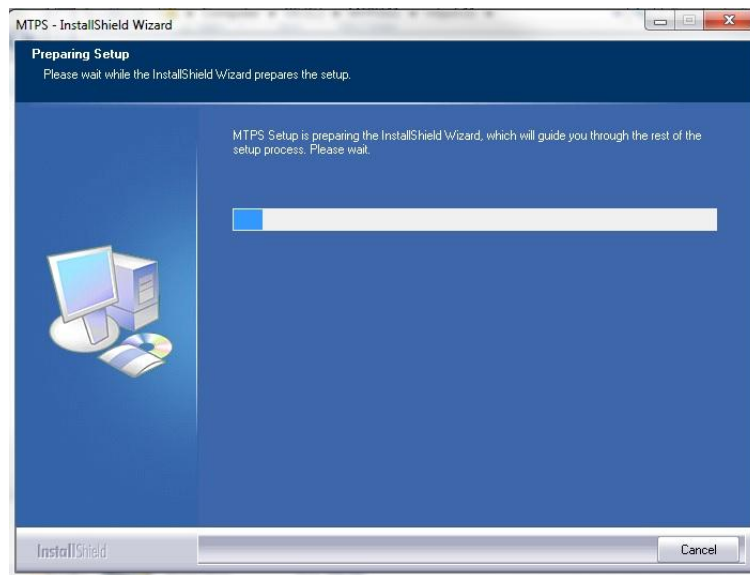 MTPS - InstallShield Wizard
Preparing Setup
Please wait while the InstallShield Wizard prepares the setup.
MTPS Setup is preparing the InstallShield Wizard, which will guide you through the rest of the
setup process. Please wait.
InstallShield
Cancel